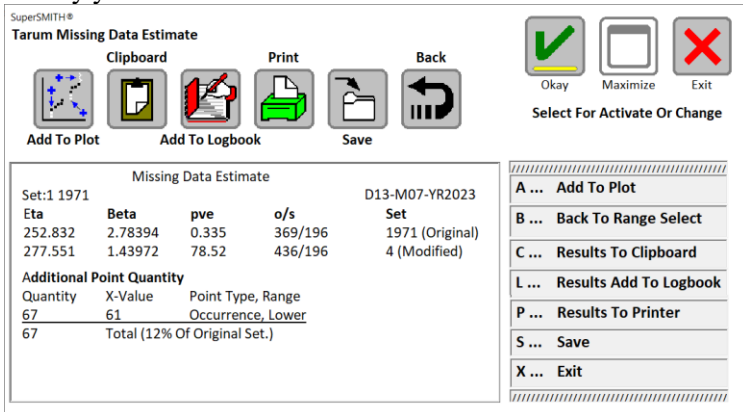 SuperSMITH®
Tarum Missing Data Estimate
Clipboard Print Back
Add To Plot Add To Logbook Save
Okay Maximize Exit
Select For Activate Or Change
Missing Data Estimate
Set:1 1971 D13-M07-YR2023
Eta Beta pve o/s Set
252.832 2.78394 0.335 369/196 1971 (Original)
277.551 1.43972 78.52 436/196 4 (Modified)
Additional Point Quantity
Quantity X-Value Point Type, Range
67 61 Occurrence, Lower
67 Total (12% Of Original Set.)
A ... Add To Plot
B ... Back To Range Select
C ... Results To Clipboard
L ... Results Add To Logbook
P ... Results To Printer
S ... Save
X ... Exit